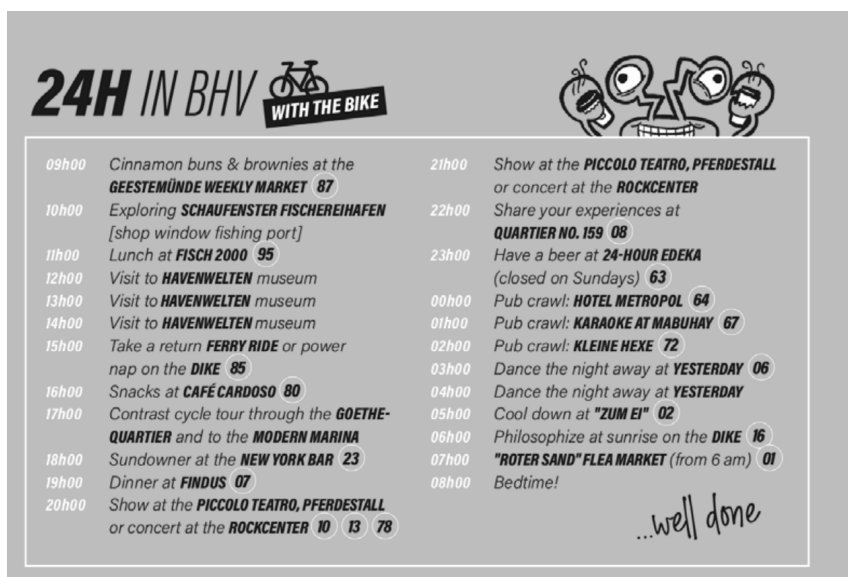 24H IN BHV
WITH THE BIKE
09h00 Cinnamon buns & brownies at the
GEESTEMÜNDE WEEKLY MARKET 87
10h00 Exploring SCHAUFENSTER FISCHEREIHAFEN
[shop window fishing port]
11h00 Lunch at FISCH 2000 95
12h00 Visit to HAVENWELTEN museum
13h00 Visit to HAVENWELTEN museum
14h00 Visit to HAVENWELTEN museum
15h00 Take a return FERRY RIDE or power
nap on the DIKE 85
16h00 Snacks at CAFÉ CARDOSO 80
17h00 Contrast cycle tour through the GOETHE-
QUARTIER and to the MODERN MARINA
18h00 Sundowner at the NEW YORK BAR 23
19h00 Dinner at FINDUS 07
20h00 Show at the PICCOLO TEATRO, PFERDESTALL
or concert at the ROCKCENTER 10 13 78
21h00 Show at the PICCOLO TEATRO, PFERDESTALL
or concert at the ROCKCENTER
22h00 Share your experiences at
QUARTIER NO. 159 08
23h00 Have a beer at 24-HOUR EDEKA
(closed on Sundays) 63
00h00 Pub crawl: HOTEL METROPOL 64
01h00 Pub crawl: KARAOKE AT MABUHAY 67
02h00 Pub crawl: KLEINE HEXE 72
03h00 Dance the night away at YESTERDAY 06
04h00 Dance the night away at YESTERDAY
05h00 Cool down at "ZUM EI" 02
06h00 Philosophize at sunrise on the DIKE 16
07h00 "ROTER SAND" FLEA MARKET (from 6 am) 01
08h00 Bedtime!
...well done